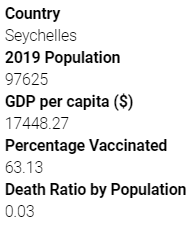 Country
Seychelles
2019 Population
97625
GDP per capita ($)
17448.27
Percentage Vaccinated
63.13
Death Ratio by Population
0.03